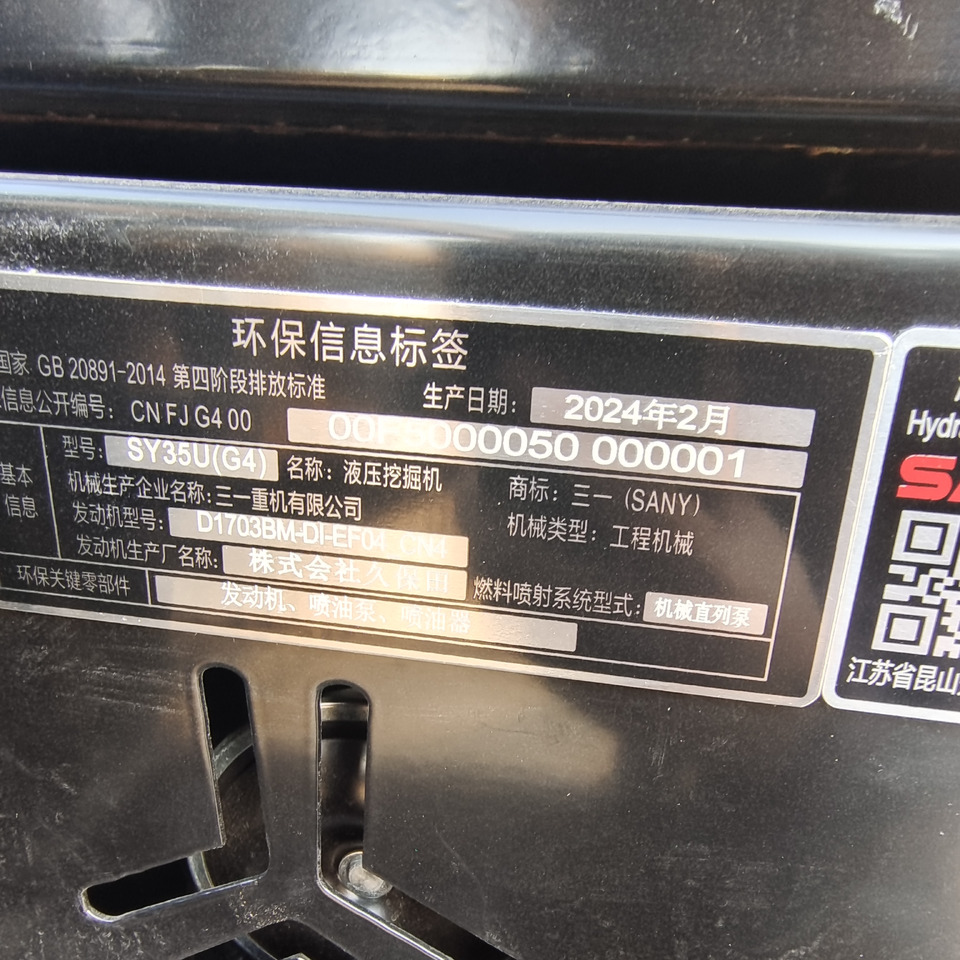 环保信息标签
国家 GB 20891-2014 第四阶段排放标准
生产日期: 2024年2月
信息公开编号: CN FJ G4 00 000050 000001
基本信息
型号: SY35U(G4) 名称: 液压挖掘机
商标: 三一 (SANY)
机械生产企业名称: 三一重机有限公司
机械类型: 工程机械
发动机型号: D1703BM-DI-EF04 CN4
发动机生产厂名称: 株式会社久保田
燃料喷射系统型式: 机械直列泵
环保关键零部件 发动机、喷油泵、喷油器
Hydr
SA
江苏省昆山